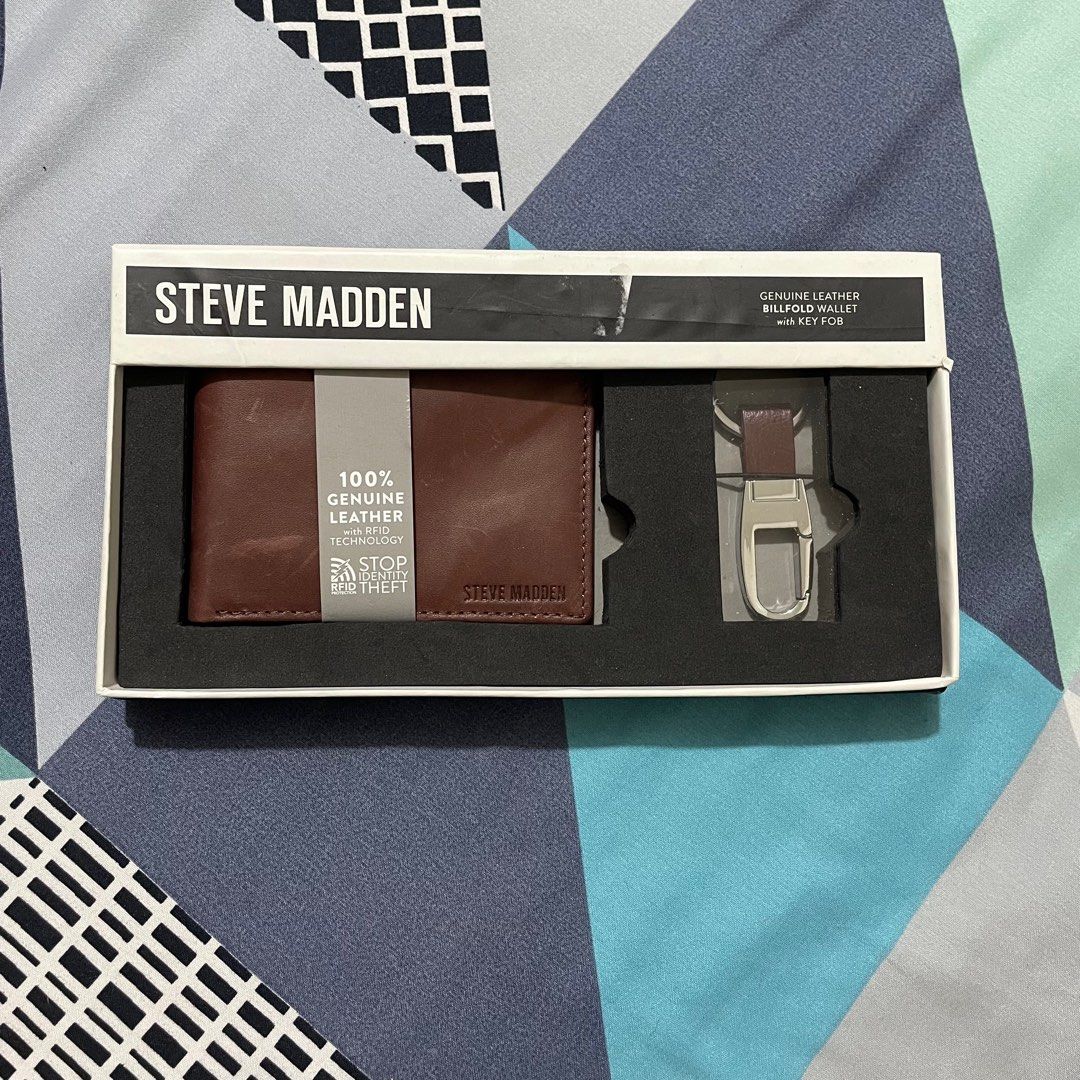 STEVE MADDEN
GENUINE LEATHER
BILLFOLD WALLET
with KEY FOB
100%
GENUINE
LEATHER
with RFID
TECHNOLOGY
RFID
PROTECTION
STOP
IDENTITY
THEFT
STEVE MADDEN